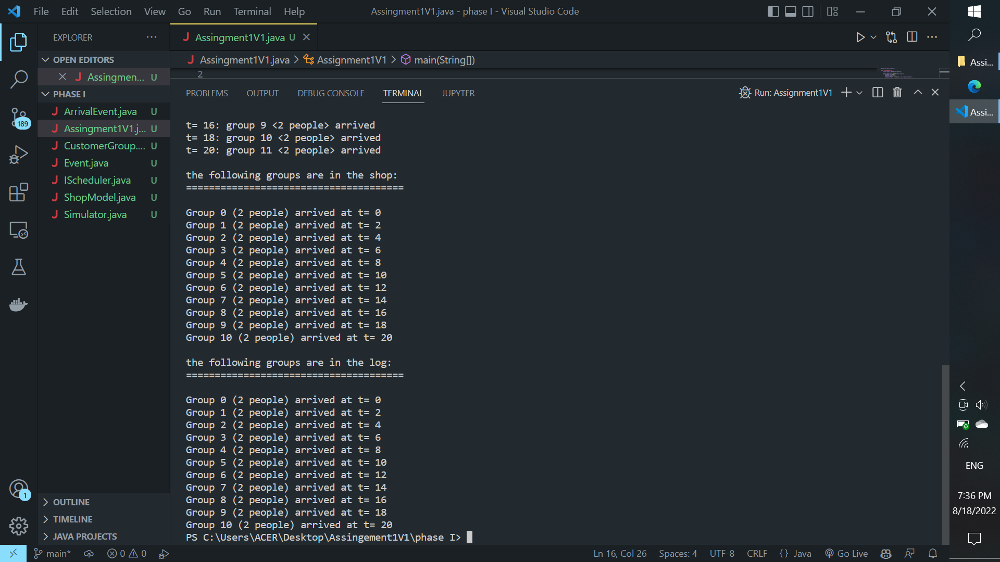 File Edit Selection View Go Run Terminal Help
Assingment1V1.java - phase I - Visual Studio Code
EXPLORER
OPEN EDITORS
Assingmen... U
PHASE I
ArrivalEvent.java U
Assingment1V1.j... U
CustomerGroup.... U
Event.java U
IScheduler.java U
ShopModel.java U
Simulator.java U
OUTLINE
TIMELINE
JAVA PROJECTS
189
1
Assingment1V1.java U
Assingment1V1.java > Assignment1V1 > main(String[])
2
PROBLEMS OUTPUT DEBUG CONSOLE TERMINAL JUPYTER
Run: Assignment1V1
t= 16: group 9 <2 people> arrived
t= 18: group 10 <2 people> arrived
t= 20: group 11 <2 people> arrived
the following groups are in the shop:
======================================
Group 0 (2 people) arrived at t= 0
Group 1 (2 people) arrived at t= 2
Group 2 (2 people) arrived at t= 4
Group 3 (2 people) arrived at t= 6
Group 4 (2 people) arrived at t= 8
Group 5 (2 people) arrived at t= 10
Group 6 (2 people) arrived at t= 12
Group 7 (2 people) arrived at t= 14
Group 8 (2 people) arrived at t= 16
Group 9 (2 people) arrived at t= 18
Group 10 (2 people) arrived at t= 20
the following groups are in the log:
======================================
Group 0 (2 people) arrived at t= 0
Group 1 (2 people) arrived at t= 2
Group 2 (2 people) arrived at t= 4
Group 3 (2 people) arrived at t= 6
Group 4 (2 people) arrived at t= 8
Group 5 (2 people) arrived at t= 10
Group 6 (2 people) arrived at t= 12
Group 7 (2 people) arrived at t= 14
Group 8 (2 people) arrived at t= 16
Group 9 (2 people) arrived at t= 18
Group 10 (2 people) arrived at t= 20
PS C:\Users\ACER\Desktop\Assingement1V1\phase I>
main* 0 0
Ln 16, Col 26 Spaces: 4 UTF-8 CRLF {} Java Go Live
Assi...
Assi...
ENG
7:36 PM
8/18/2022